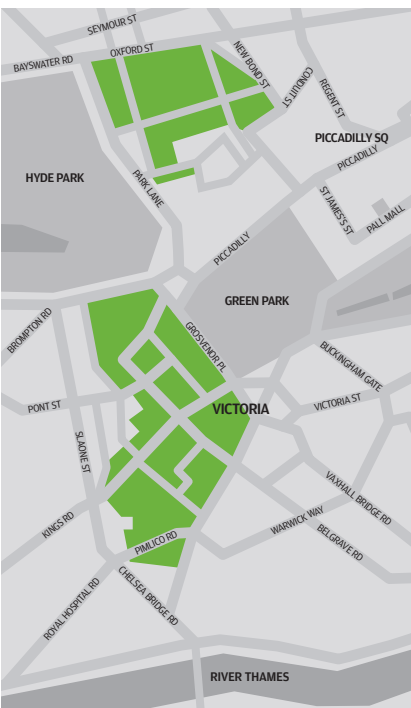 SEYMOUR ST
OXFORD ST
BAYSWATER RD
NEW BOND ST
CONDUIT ST
REGENT ST
PICCADILLY SQ
PICCADILLY
HYDE PARK
PARK LANE
ST JAMES'S ST
PALL MALL
PICCADILLY
GREEN PARK
BROMPTON RD
GROSVENOR PL
BUCKINGHAM GATE
PONT ST
VICTORIA
VICTORIA ST
SLAONE ST
VAXHALL BRIDGE RD
KINGS RD
WARWICK WAY
BELGRAVE RD
PIMLICO RD
ROYAL HOSPITAL RD
CHELSEA BRIDGE RD
RIVER THAMES